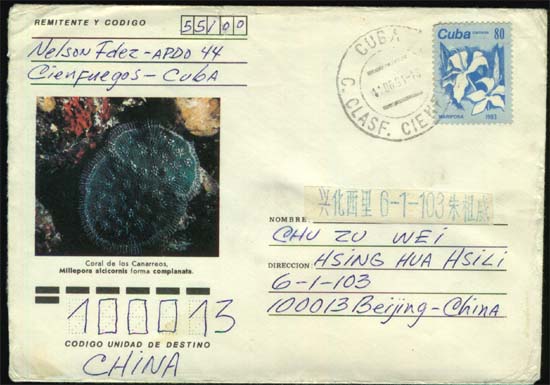 REMITENTE Y CODIGO 55100
Nelson Fdez - APDO 44
Cienfuegos - Cuba
CUBA
C. CLASF. CIENF
Cuba correos 80
MARIPOSA 1983
Coral de los Canarreos,
Millepora alcicornis forma complanata.
兴化西里 6-1-103 朱祖威
NOMBRE: CHU ZU WEI
DIRECCION: HSING HUA HSILI
6-1-103
100013 Beijing - China
100013
CODIGO UNIDAD DE DESTINO
CHINA